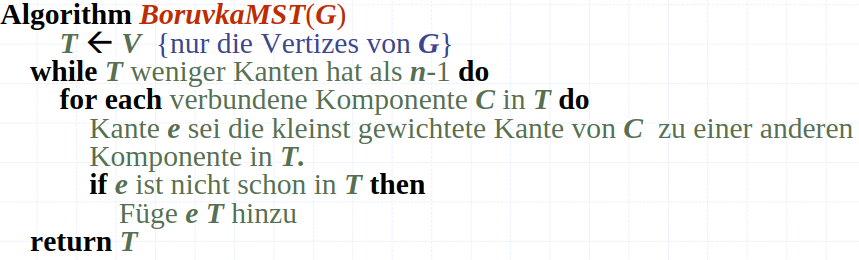 Algorithm BoruvkaMST(G)
T ← V {nur die Vertizes von G}
while T weniger Kanten hat als n-1 do
for each verbundene Komponente C in T do
Kante e sei die kleinst gewichtete Kante von C zu einer anderen
Komponente in T.
if e ist nicht schon in T then
Füge e T hinzu
return T